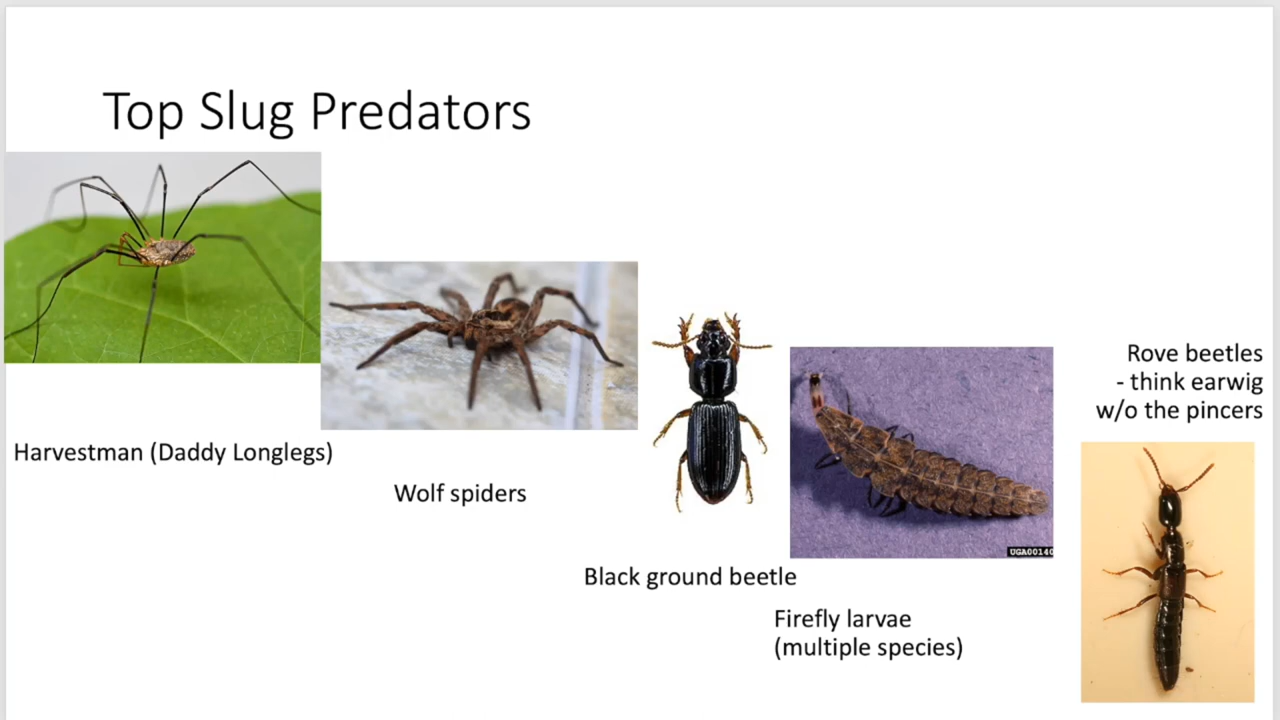 Top Slug Predators
Harvestman (Daddy Longlegs)
Wolf spiders
Black ground beetle
Firefly larvae
(multiple species)
Rove beetles
- think earwig
w/o the pincers
UGA00140